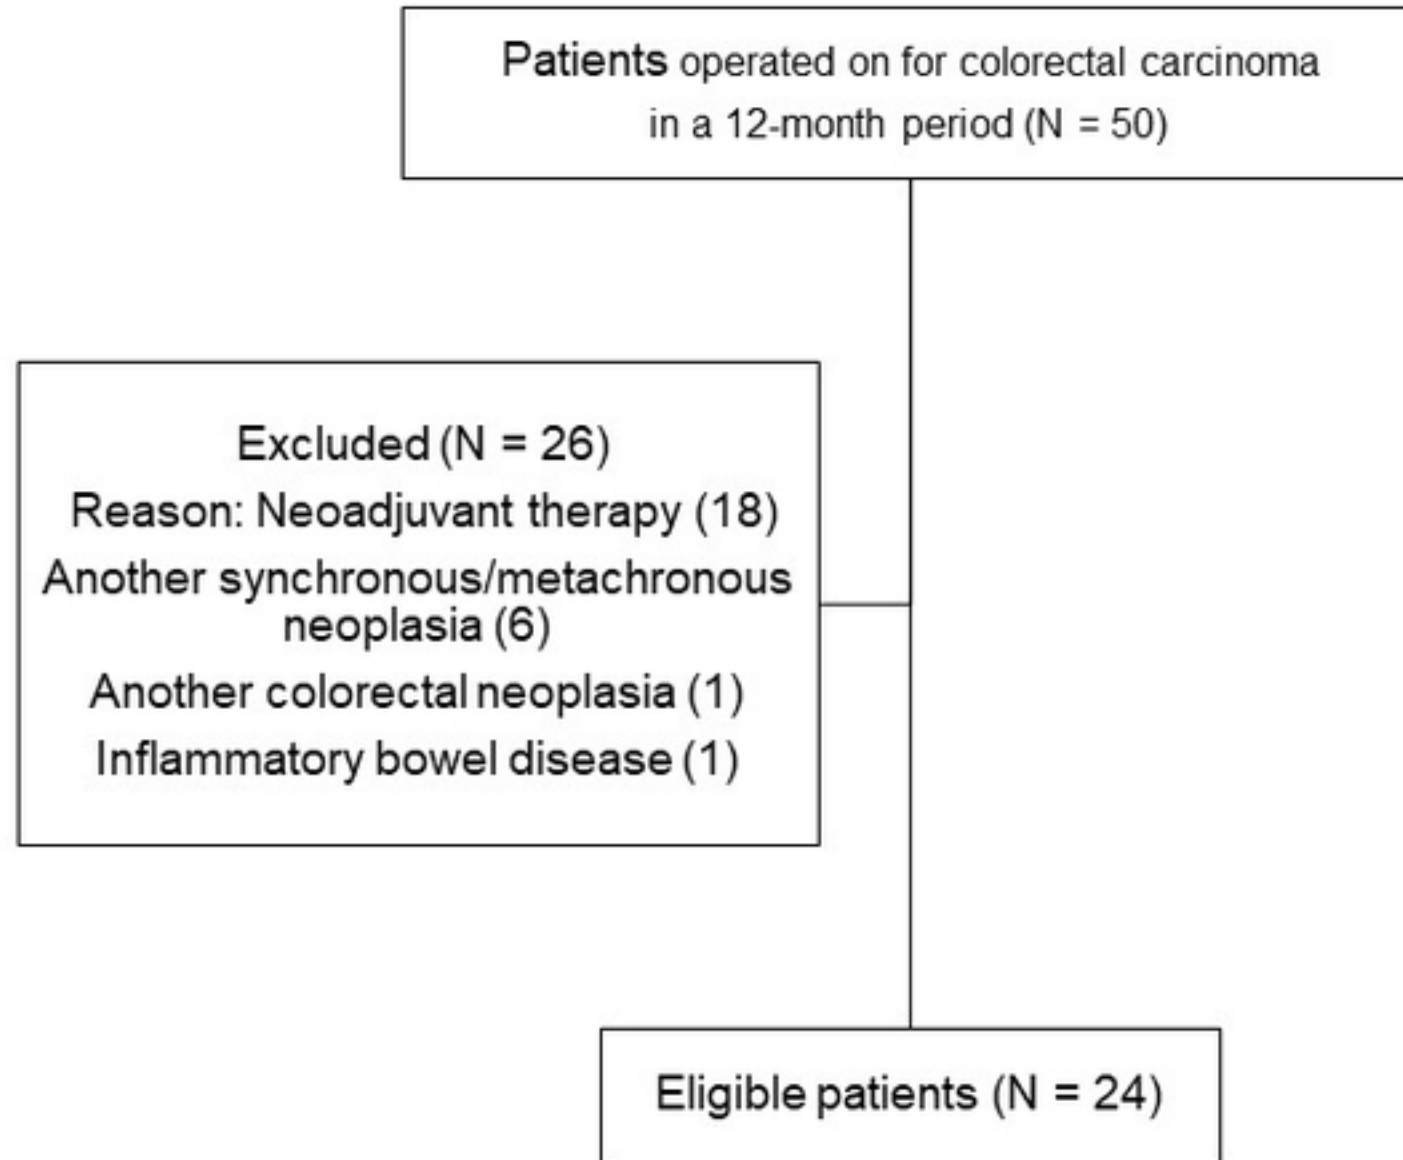 Patients operated on for colorectal carcinoma
in a 12-month period (N = 50)
Excluded (N = 26)
Reason: Neoadjuvant therapy (18)
Another synchronous/metachronous
neoplasia (6)
Another colorectal neoplasia (1)
Inflammatory bowel disease (1)
Eligible patients (N = 24)